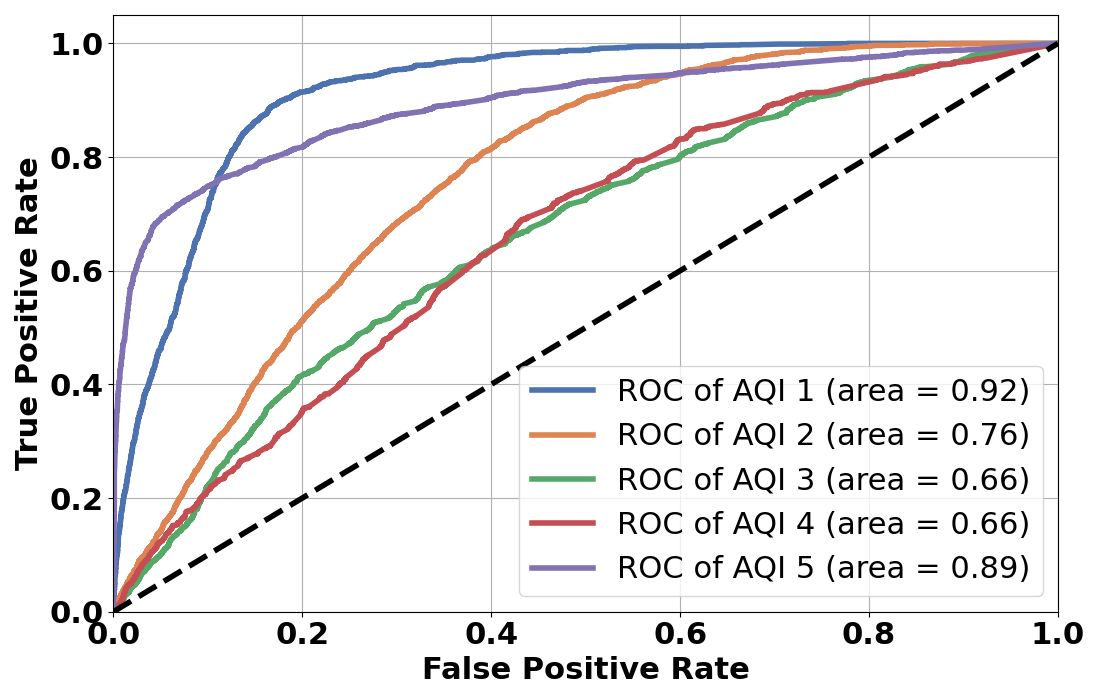 True Positive Rate
1.0
0.8
0.6
0.4
0.2
0.0
ROC of AQI 1 (area = 0.92)
ROC of AQI 2 (area = 0.76)
ROC of AQI 3 (area = 0.66)
ROC of AQI 4 (area = 0.66)
ROC of AQI 5 (area = 0.89)
0.0 0.2 0.4 0.6 0.8 1.0
False Positive Rate